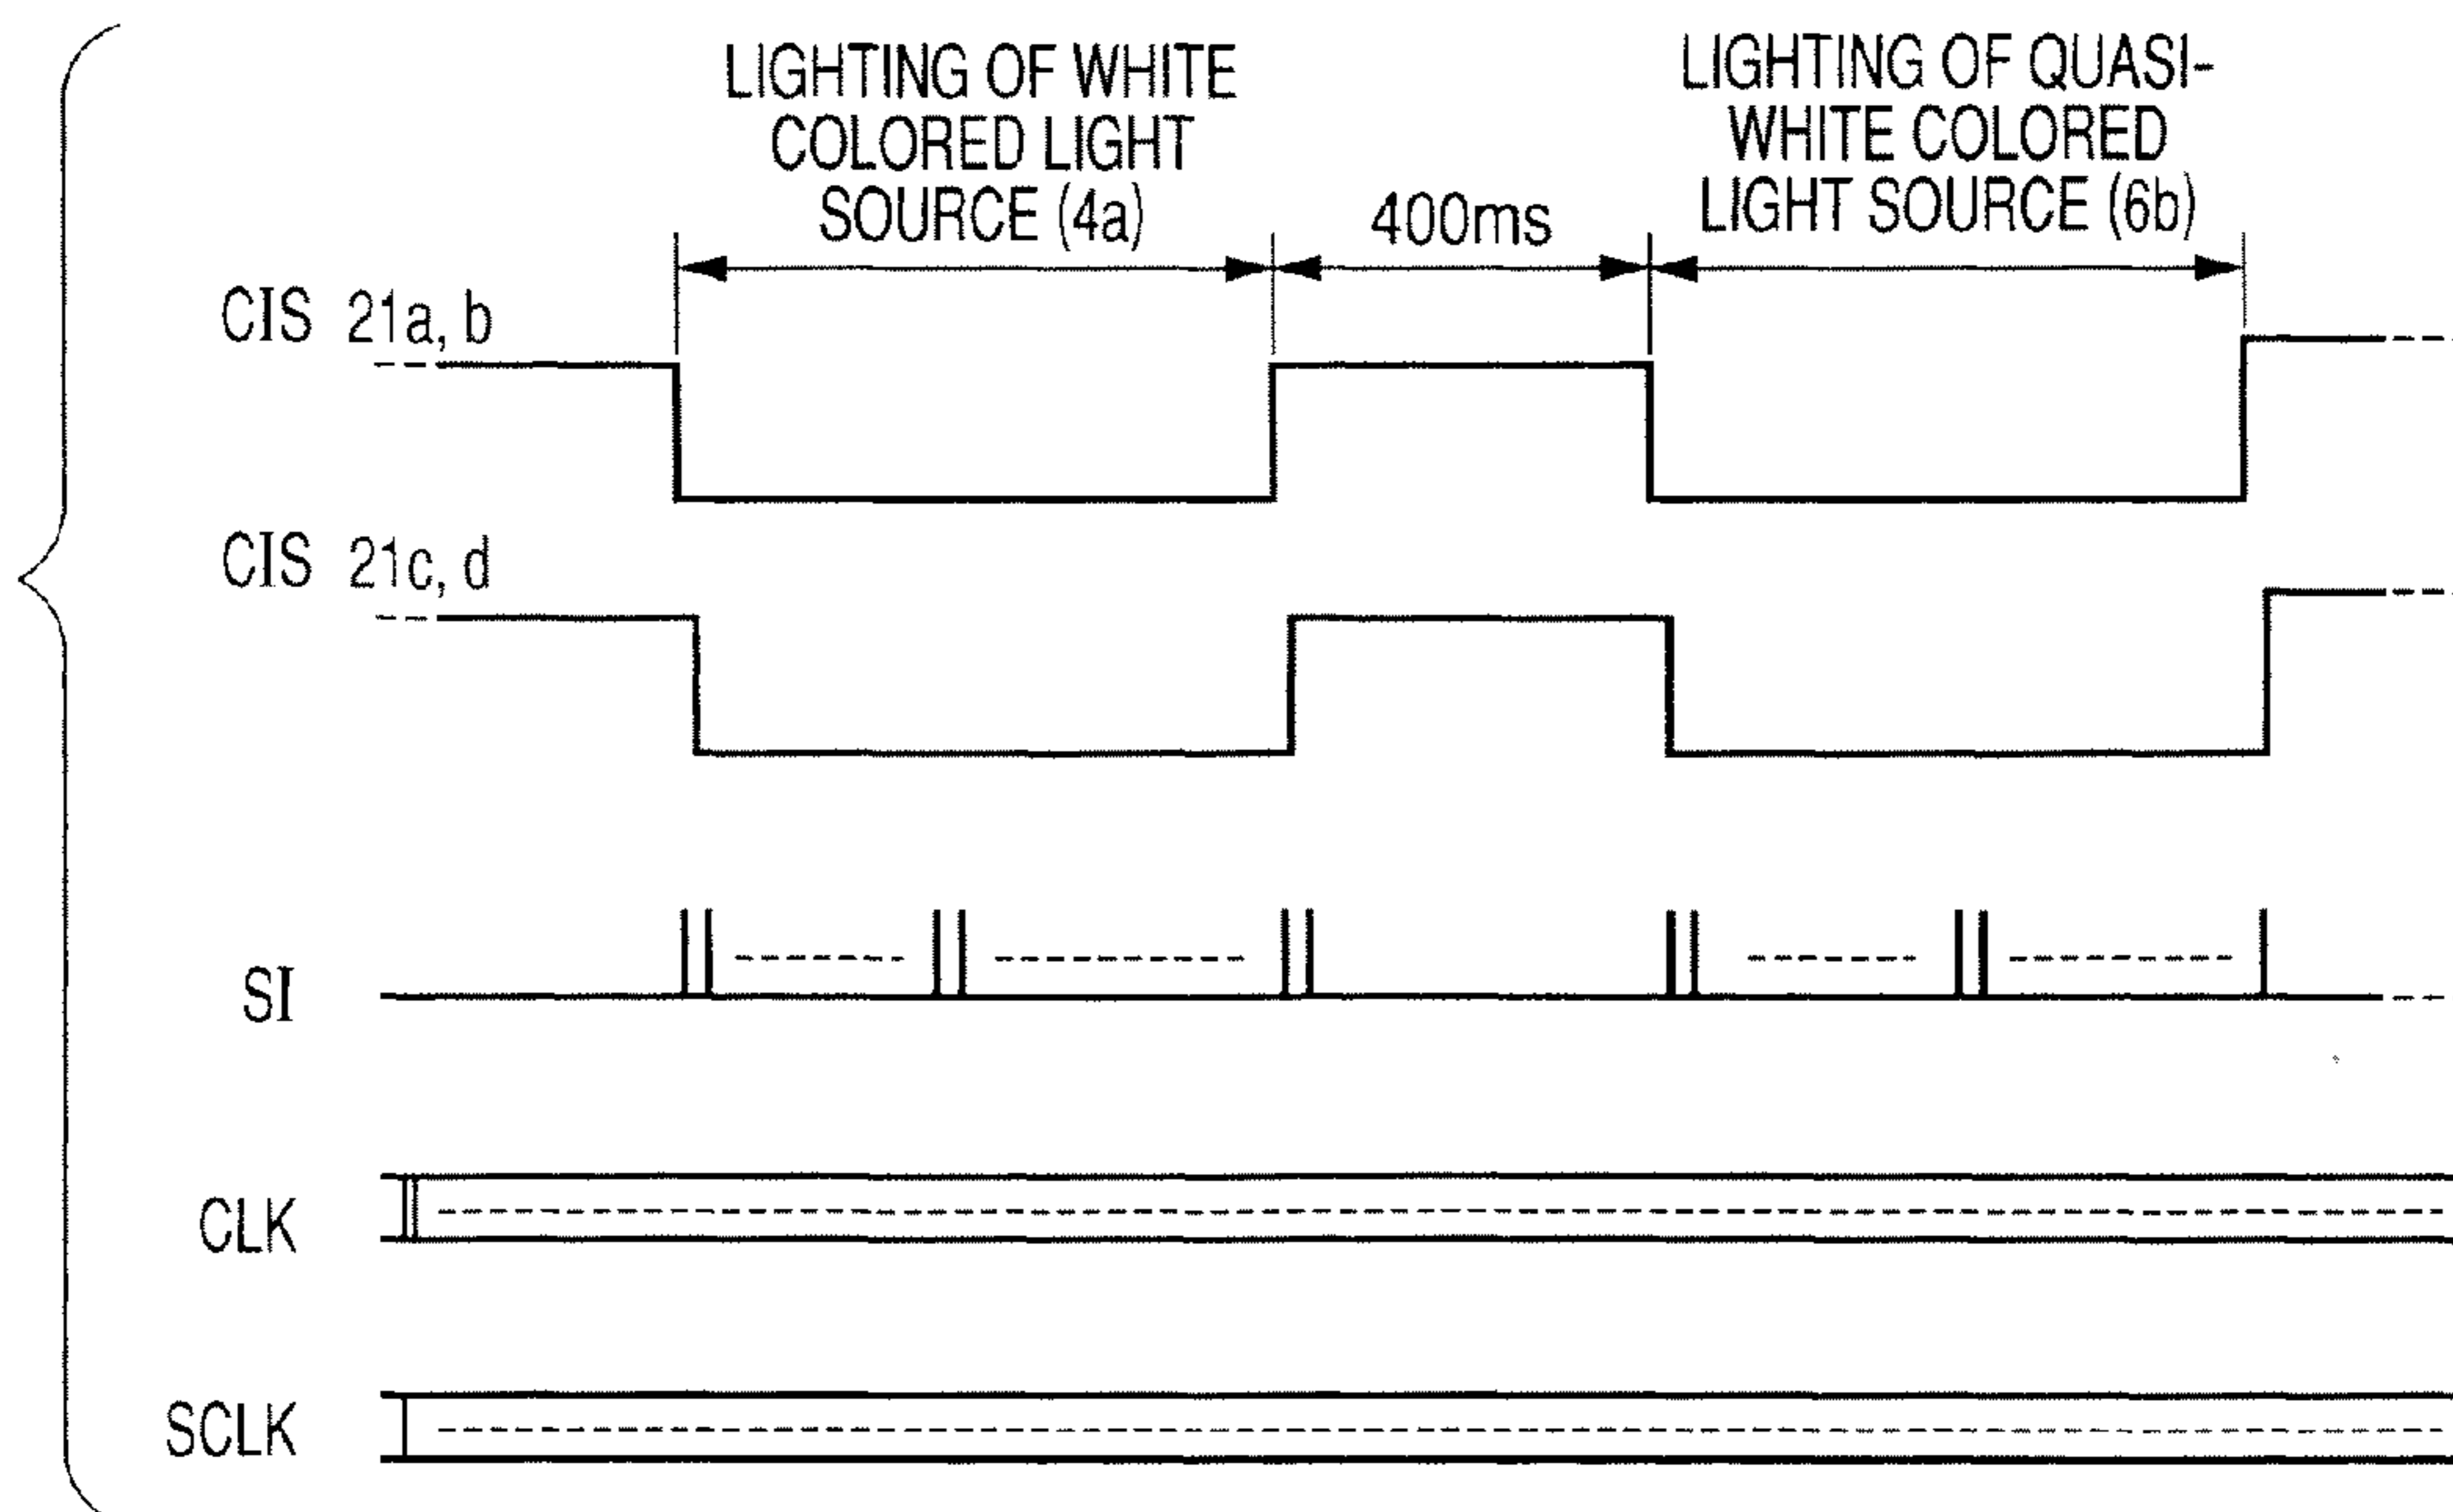 LIGHTING OF WHITE
COLORED LIGHT
SOURCE (4a)
400ms
LIGHTING OF QUASI-
WHITE COLORED
LIGHT SOURCE (6b)
CIS 21a, b
CIS 21c, d
SI
CLK
SCLK